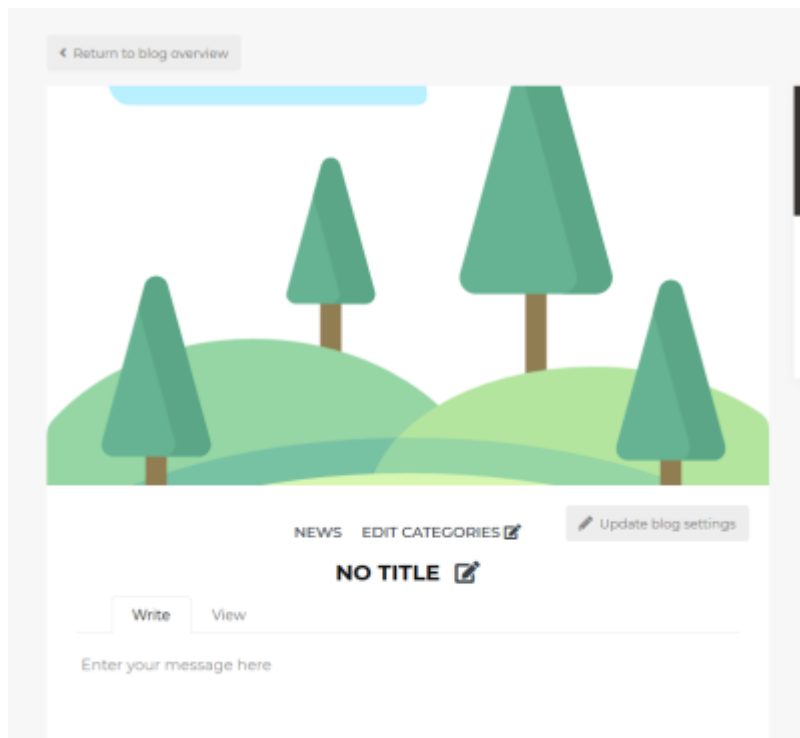 Return to blog overview
NEWS EDIT CATEGORIES
Update blog settings
NO TITLE
Write View
Enter your message here